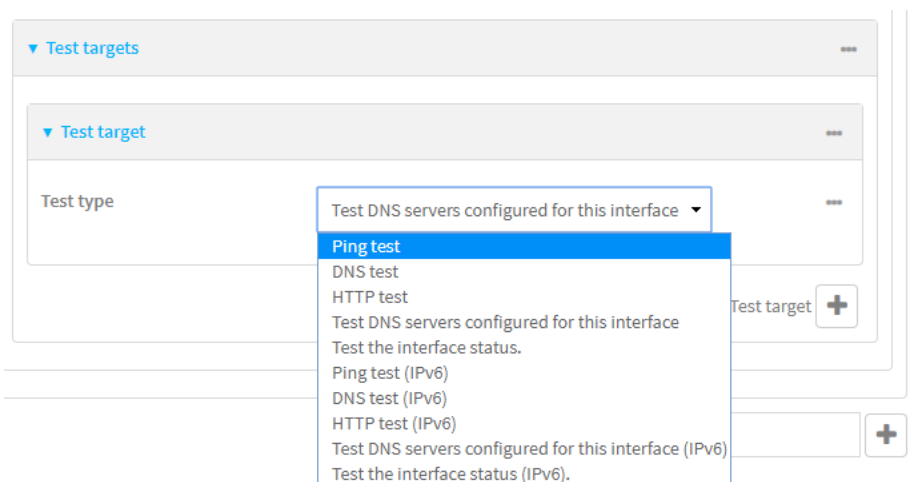 Test targets
Test target
Test type
Test DNS servers configured for this interface
Ping test
DNS test
HTTP test
Test DNS servers configured for this interface
Test the interface status.
Ping test (IPv6)
DNS test (IPv6)
HTTP test (IPv6)
Test DNS servers configured for this interface (IPv6)
Test the interface status (IPv6).
Test target